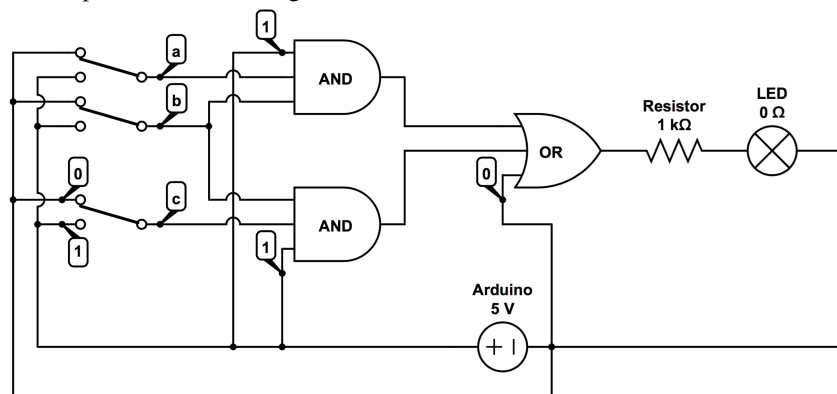 1
a
AND
b
Resistor
1 kΩ
LED
0 Ω
OR
0
0
c
AND
1
1
Arduino
5 V